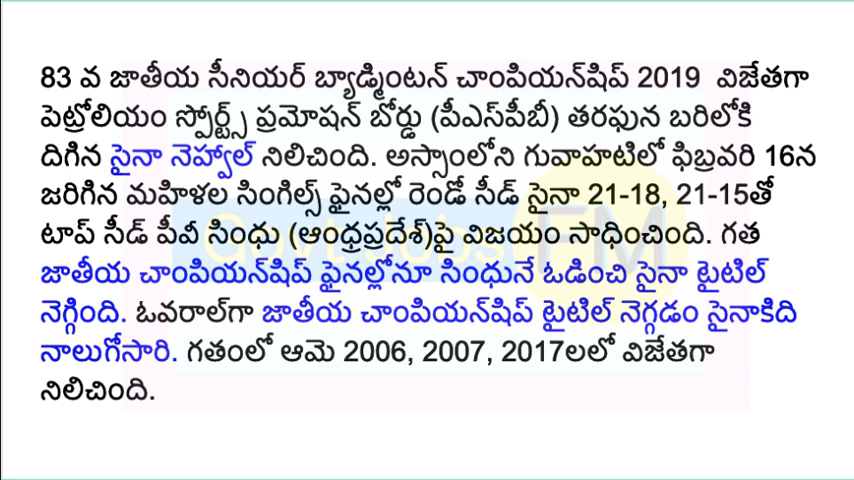 83 వ జాతీయ సీనియర్ బ్యాడ్మింటన్ చాంపియన్‌షిప్ 2019 విజేతగా
పెట్రోలియం స్పోర్ట్స్ ప్రమోషన్ బోర్డు (పీఎస్‌పీబీ) తరఫున బరిలోకి
దిగిన సైనా నెహ్వాల్ నిలిచింది. అస్సాంలోని గువాహటిలో ఫిబ్రవరి 16న
జరిగిన మహిళల సింగిల్స్ ఫైనల్లో రెండో సీడ్ సైనా 21-18, 21-15తో
టాప్ సీడ్ పీవీ సింధు (ఆంధ్రప్రదేశ్)పై విజయం సాధించింది. గత
జాతీయ చాంపియన్‌షిప్ ఫైనల్లోనూ సింధునే ఓడించి సైనా టైటిల్
నెగ్గింది. ఓవరాల్‌గా జాతీయ చాంపియన్‌షిప్ టైటిల్ నెగ్గడం సైనాకిది
నాలుగోసారి. గతంలో ఆమె 2006, 2007, 2017లలో విజేతగా
నిలిచింది.